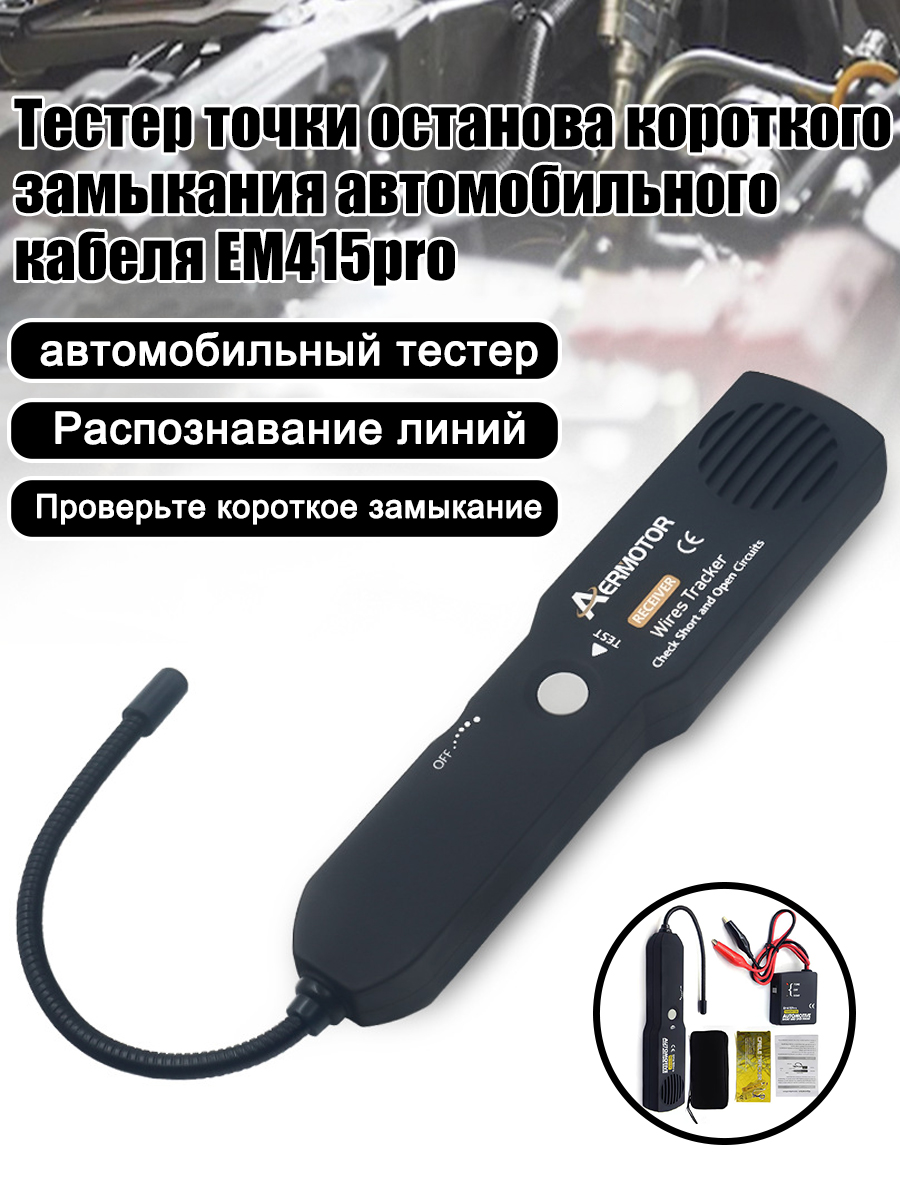 Тестер точки останова короткого
замыкания автомобильного
кабеля EM415pro
автомобильный тестер
Распознавание линий
Проверьте короткое замыкание
AERMOTOR
CE
RECEIVER
Wires Tracker
Check Short and Open Circuits
TEST
OFF
AUTOMOTIVE